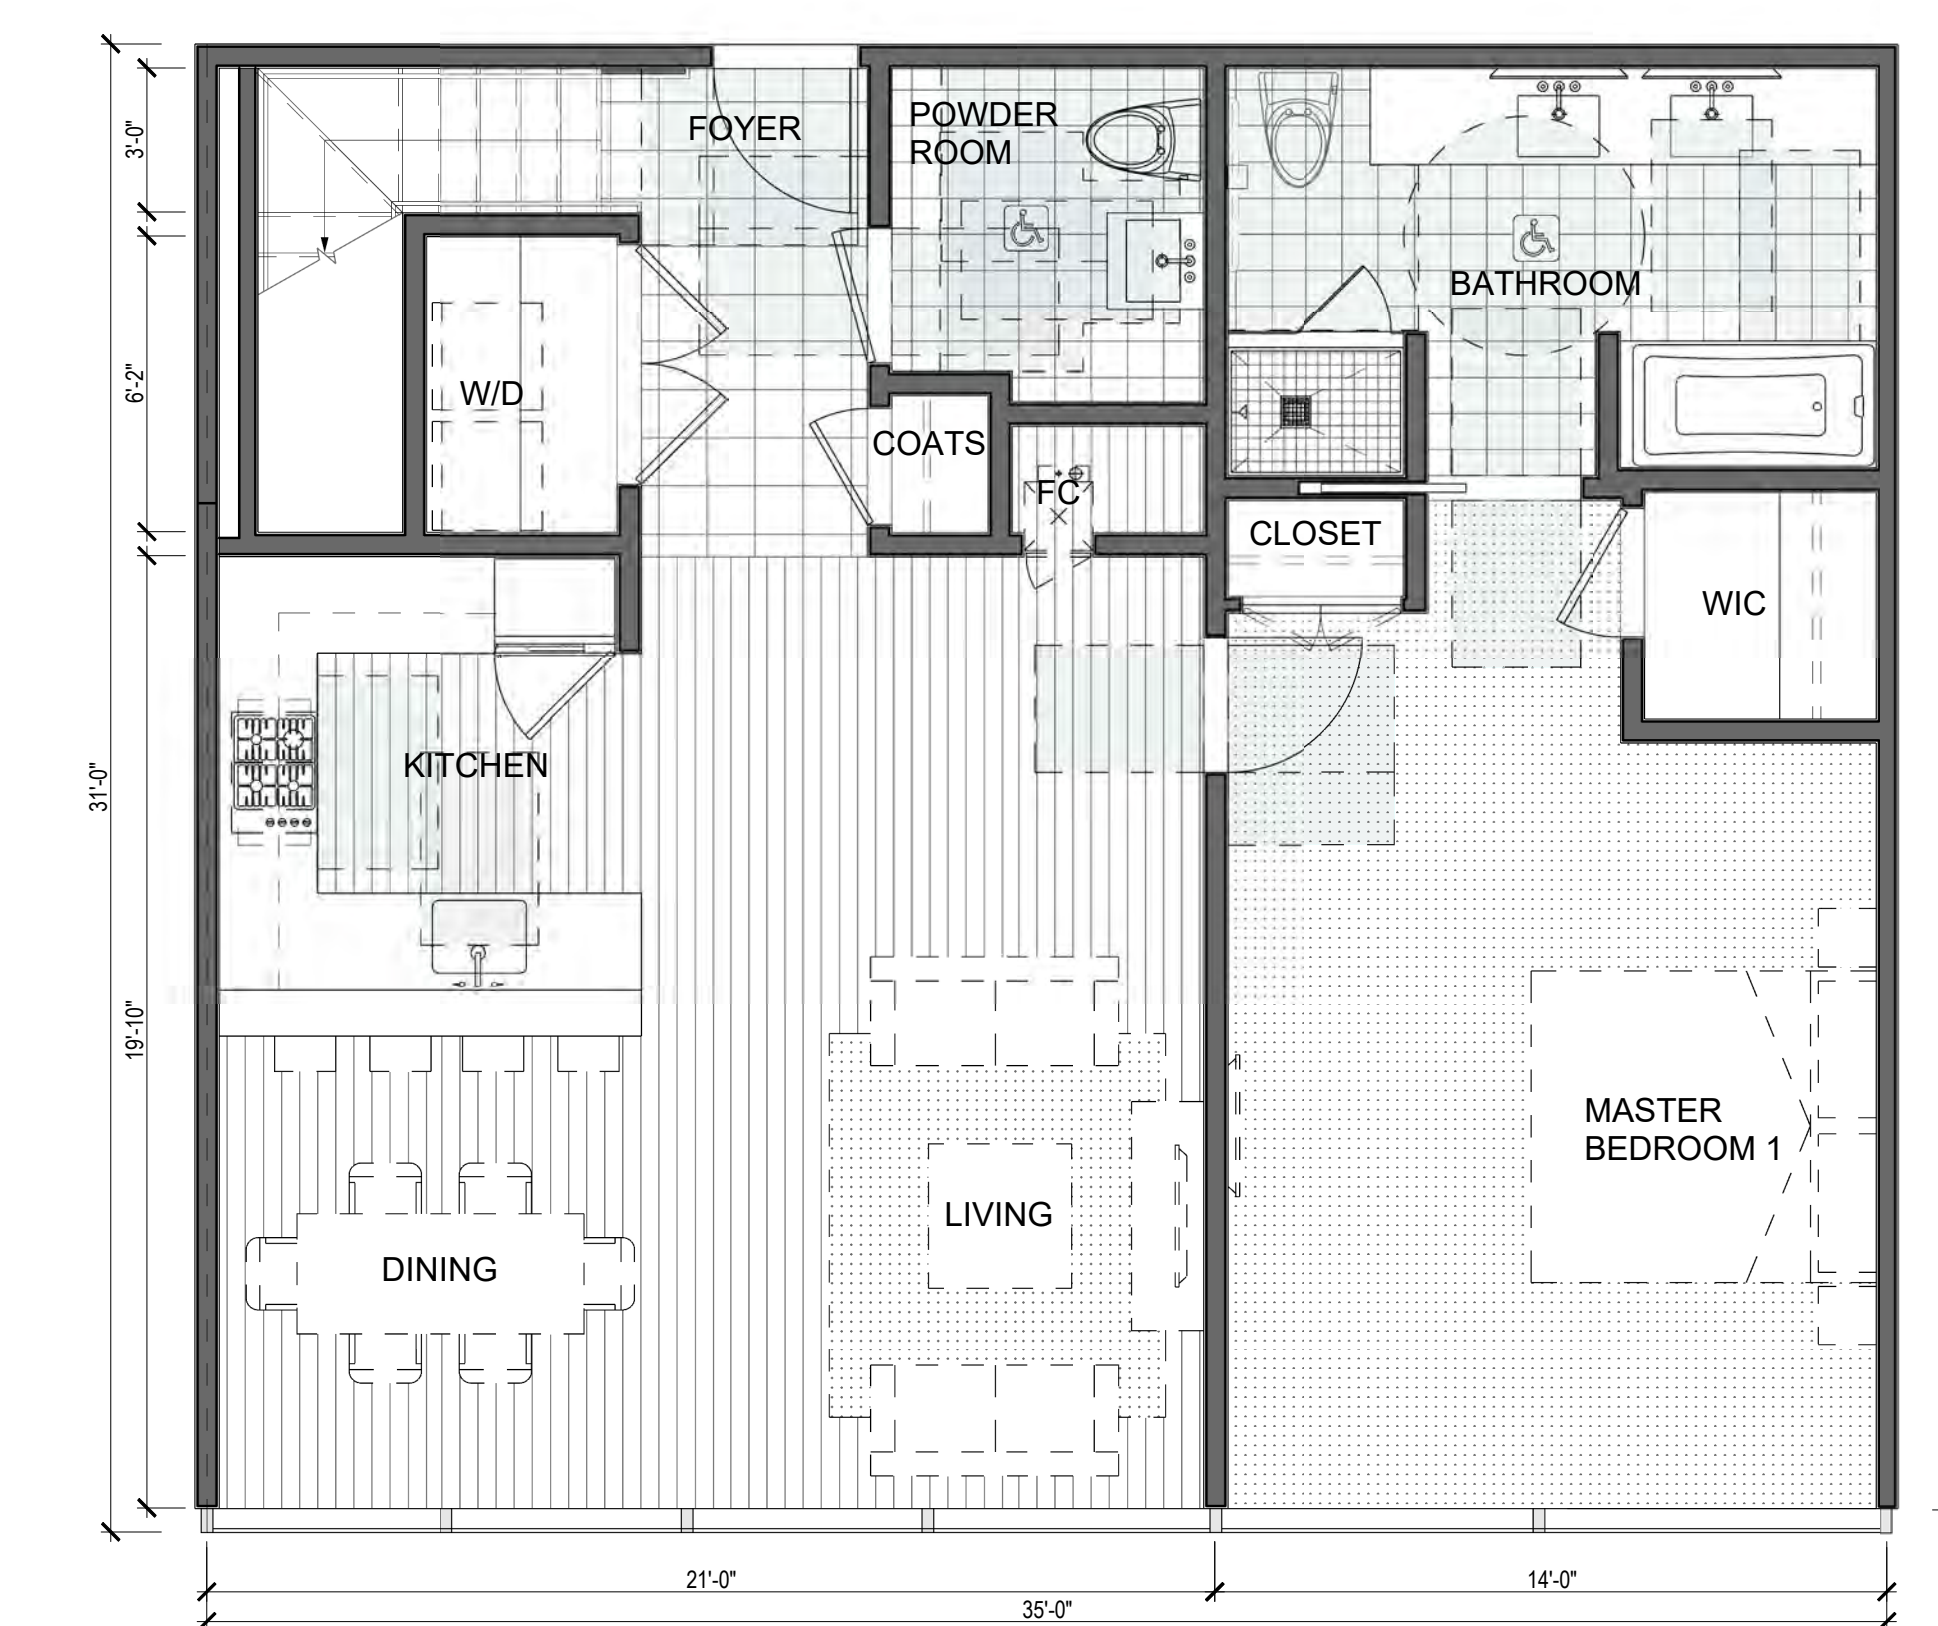 FOYER
POWDER
ROOM
3'-0"
BATHROOM
W/D
6'-2"
COATS
FC
CLOSET
WIC
KITCHEN
31'-0"
19'-10"
MASTER
BEDROOM 1
LIVING
DINING
21'-0"
14'-0"
35'-0"